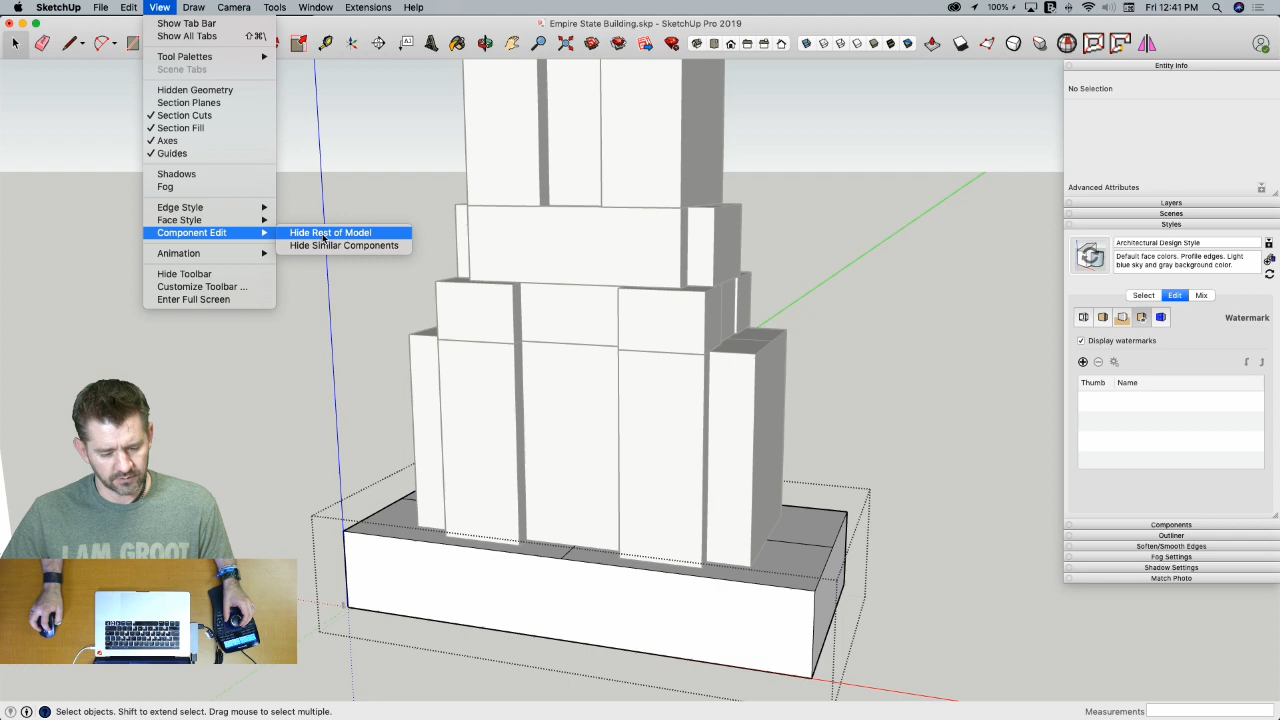 SketchUp File Edit View Draw Camera Tools Window Extensions Help
100% Fri 12:41 PM
Empire State Building.skp - SketchUp Pro 2019
Show Tab Bar
Show All Tabs ⇧⌘\
Tool Palettes
Scene Tabs
Hidden Geometry
Section Planes
✓ Section Cuts
✓ Section Fill
✓ Axes
✓ Guides
Shadows
Fog
Edge Style
Face Style
Component Edit
Animation
Hide Toolbar
Customize Toolbar ...
Enter Full Screen
Hide Rest of Model
Hide Similar Components
Entity Info
No Selection
Advanced Attributes
Layers
Scenes
Styles
Architectural Design Style
Default face colors. Profile edges. Light
blue sky and gray background color.
Select Edit Mix
Watermark
Display watermarks
Thumb Name
Components
Outliner
Soften/Smooth Edges
Fog Settings
Shadow Settings
Match Photo
I AM GROOT
Select objects. Shift to extend select. Drag mouse to select multiple.
Measurements